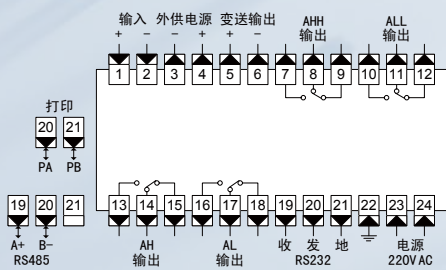 输入 外供电源 变送输出 AHH 输出 ALL 输出
+ − − + + −
1 2 3 4 5 6 7 8 9 10 11 12
打印
20 21
PA PB
19 20 21 13 14 15 16 17 18 19 20 21 22 23 24
A+ B− AH 输出 AL 输出 收 发 地 电源
RS485 RS232 220V AC